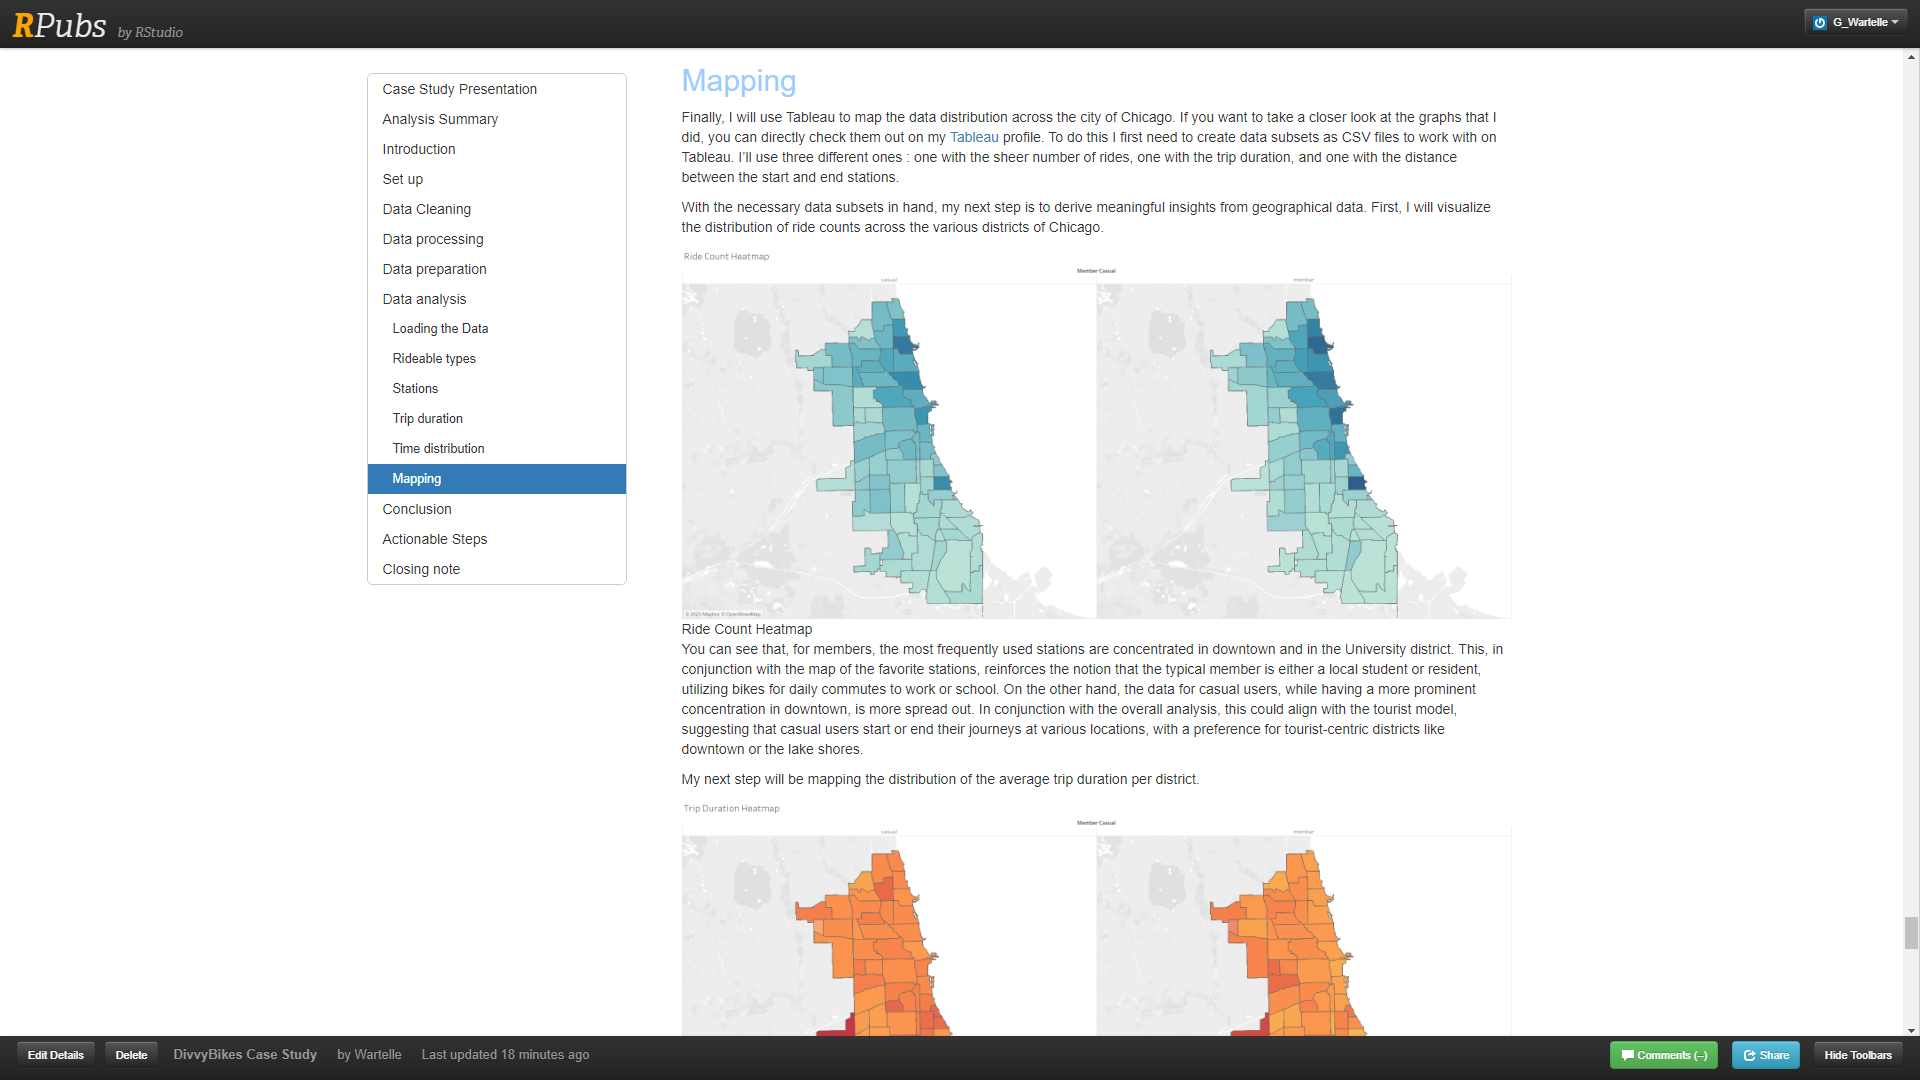 RPubs by RStudio
G_Wartelle
Case Study Presentation
Analysis Summary
Introduction
Set up
Data Cleaning
Data processing
Data preparation
Data analysis
Loading the Data
Rideable types
Stations
Trip duration
Time distribution
Mapping
Conclusion
Actionable Steps
Closing note
Mapping
Finally, I will use Tableau to map the data distribution across the city of Chicago. If you want to take a closer look at the graphs that I
did, you can directly check them out on my Tableau profile. To do this I first need to create data subsets as CSV files to work with on
Tableau. I'll use three different ones : one with the sheer number of rides, one with the trip duration, and one with the distance
between the start and end stations.
With the necessary data subsets in hand, my next step is to derive meaningful insights from geographical data. First, I will visualize
the distribution of ride counts across the various districts of Chicago.
Ride Count Heatmap
Member Casual
casual
member
© 2023 Mapbox © OpenStreetMap
Ride Count Heatmap
You can see that, for members, the most frequently used stations are concentrated in downtown and in the University district. This, in
conjunction with the map of the favorite stations, reinforces the notion that the typical member is either a local student or resident,
utilizing bikes for daily commutes to work or school. On the other hand, the data for casual users, while having a more prominent
concentration in downtown, is more spread out. In conjunction with the overall analysis, this could align with the tourist model,
suggesting that casual users start or end their journeys at various locations, with a preference for tourist-centric districts like
downtown or the lake shores.
My next step will be mapping the distribution of the average trip duration per district.
Trip Duration Heatmap
Member Casual
casual
member
Edit Details
Delete
DivvyBikes Case Study
by Wartelle
Last updated 18 minutes ago
Comments (–)
Share
Hide Toolbars